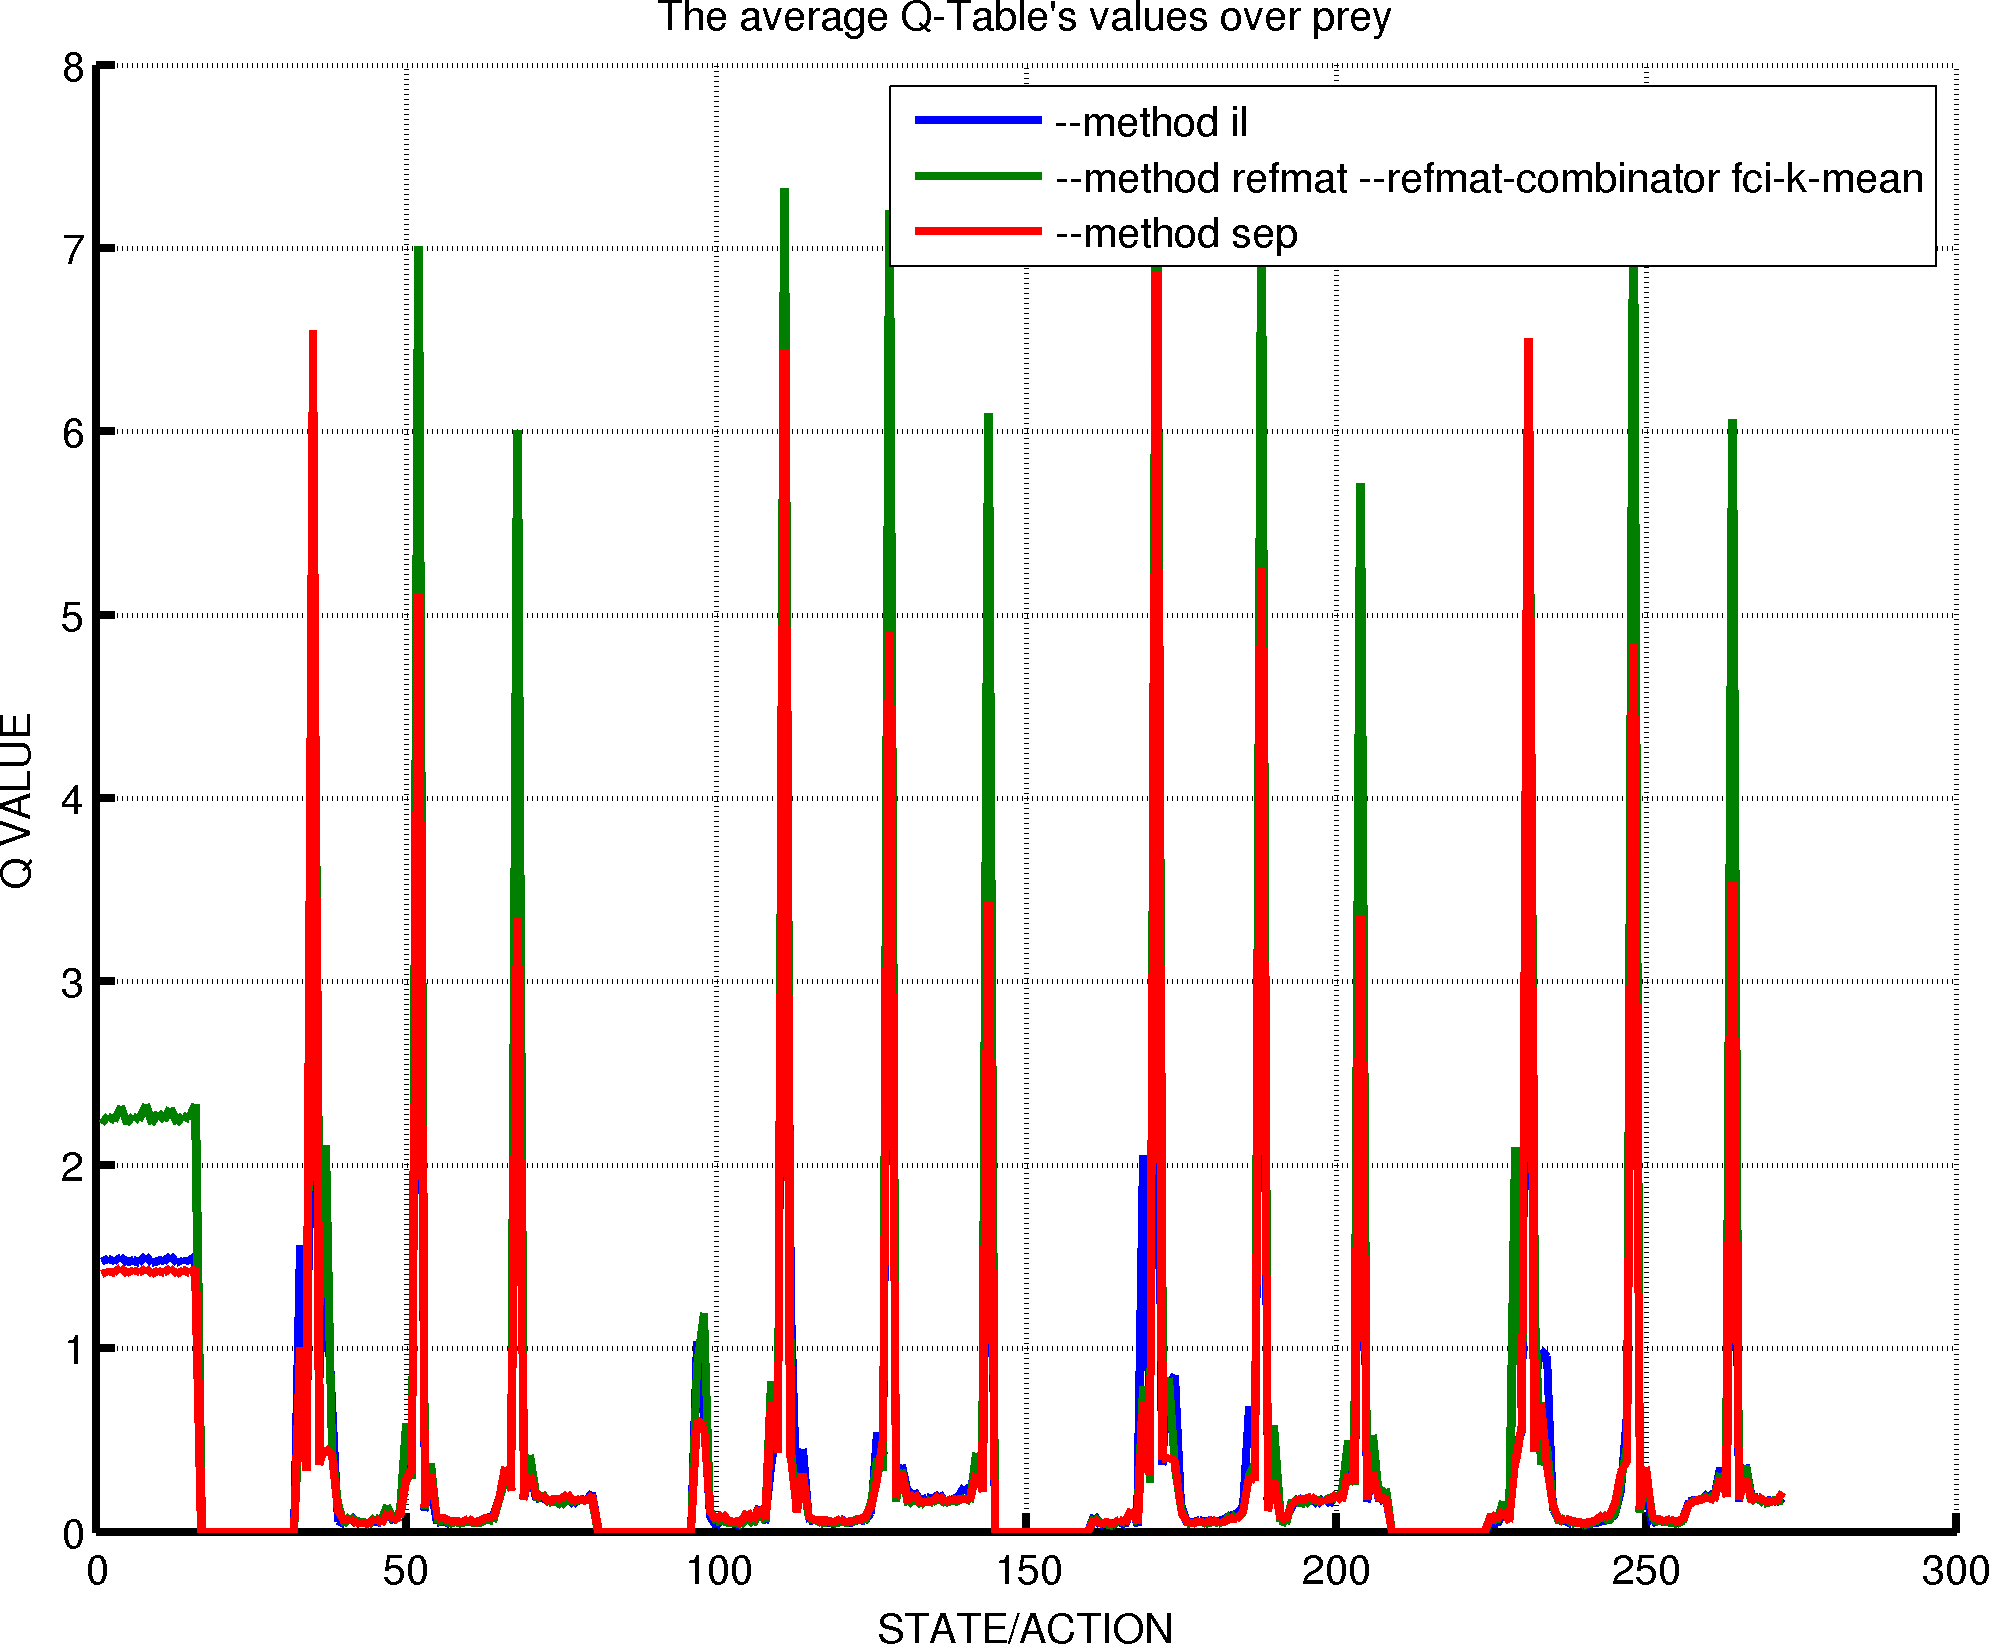 The average Q-Table's values over prey
--method il
--method refmat --refmat-combinator fci-k-mean
--method sep
8
7
6
5
4
3
2
1
0
Q VALUE
0 50 100 150 200 250 300
STATE/ACTION